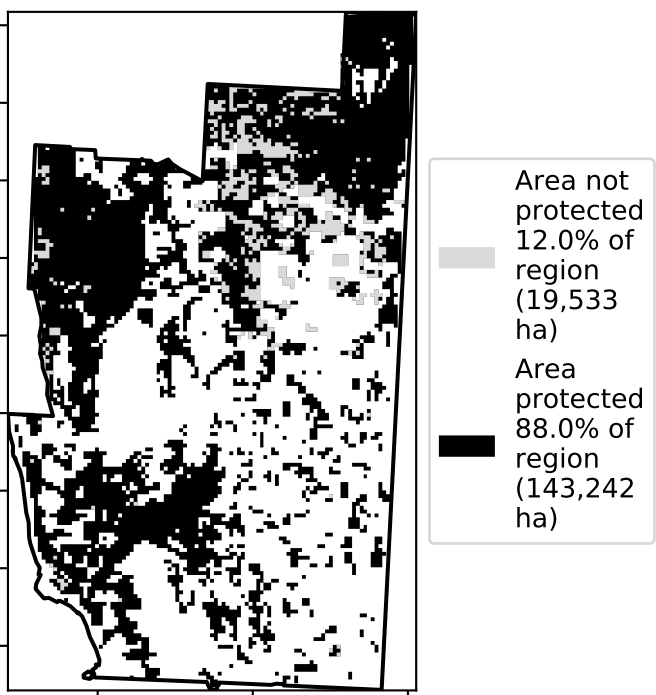 Area not
protected
12.0% of
region
(19,533
ha)
Area
protected
88.0% of
region
(143,242
ha)